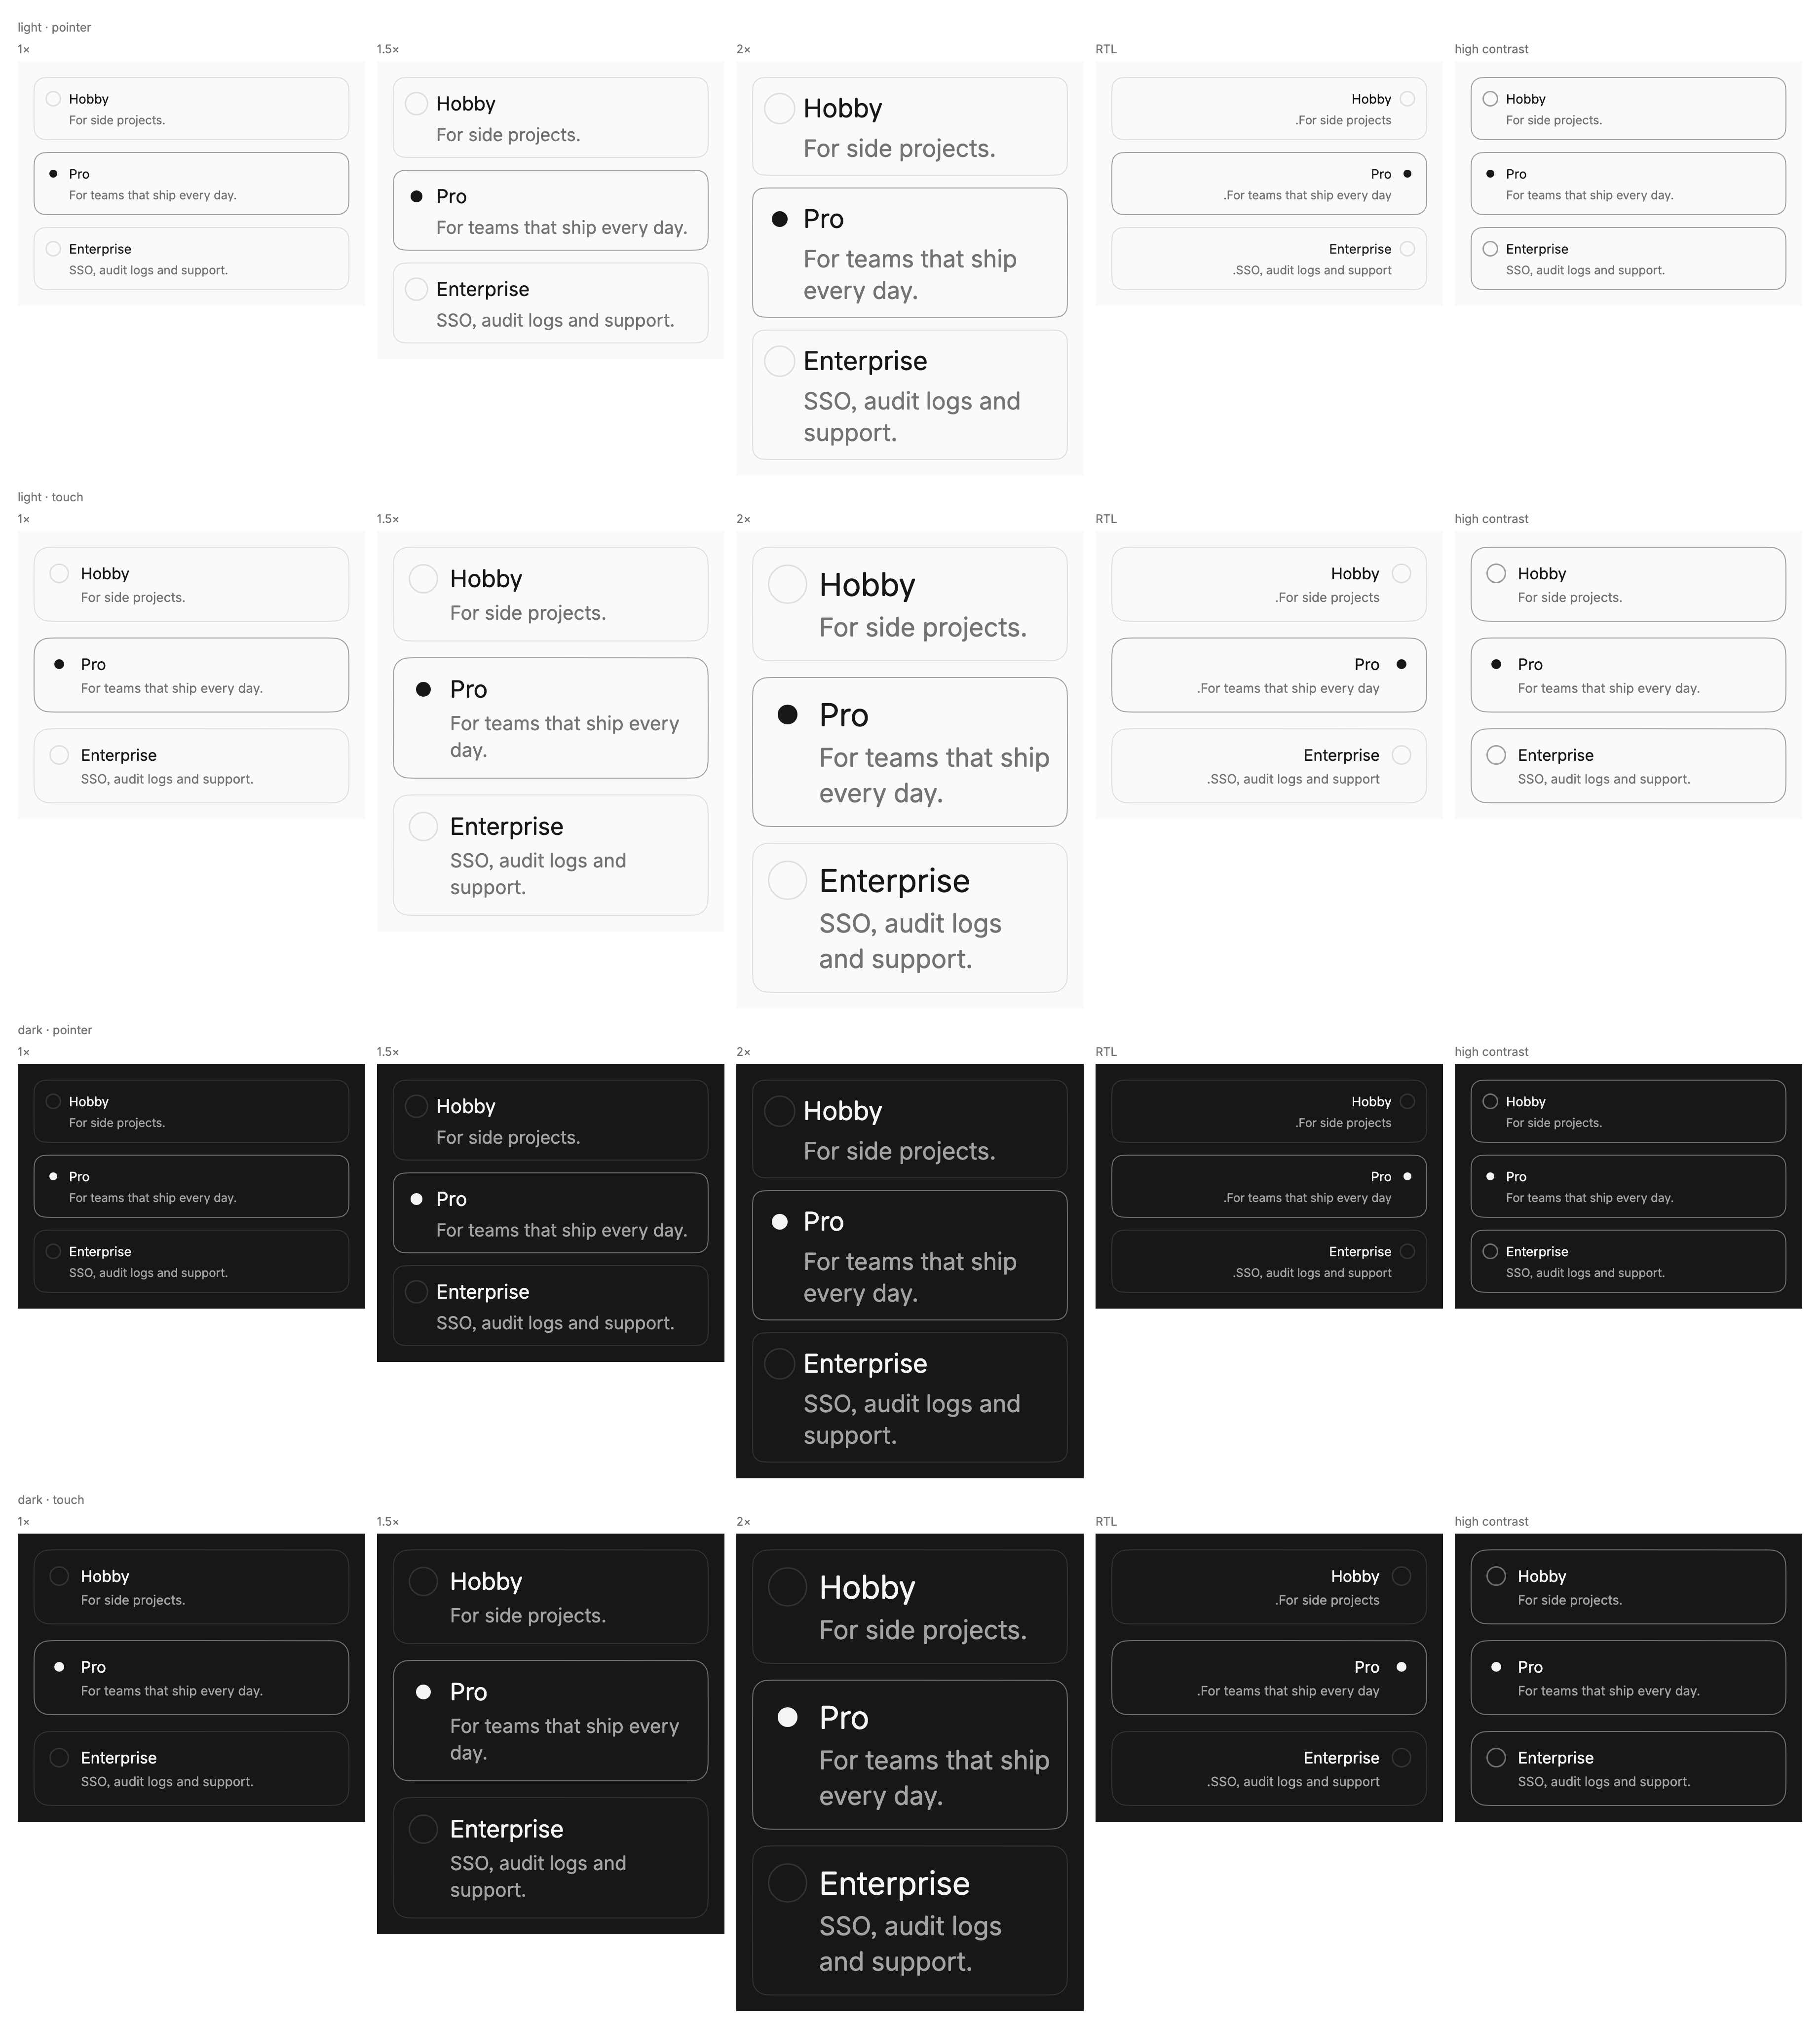 light · pointer
1×
Hobby
For side projects.
Pro
For teams that ship every day.
Enterprise
SSO, audit logs and support.
1.5×
Hobby
For side projects.
Pro
For teams that ship every day.
Enterprise
SSO, audit logs and support.
2×
Hobby
For side projects.
Pro
For teams that ship
every day.
Enterprise
SSO, audit logs and
support.
RTL
Hobby
.For side projects
Pro
.For teams that ship every day
Enterprise
.SSO, audit logs and support
high contrast
Hobby
For side projects.
Pro
For teams that ship every day.
Enterprise
SSO, audit logs and support.
light · touch
1×
Hobby
For side projects.
Pro
For teams that ship every day.
Enterprise
SSO, audit logs and support.
1.5×
Hobby
For side projects.
Pro
For teams that ship every
day.
Enterprise
SSO, audit logs and
support.
2×
Hobby
For side projects.
Pro
For teams that ship
every day.
Enterprise
SSO, audit logs
and support.
RTL
Hobby
.For side projects
Pro
.For teams that ship every day
Enterprise
.SSO, audit logs and support
high contrast
Hobby
For side projects.
Pro
For teams that ship every day.
Enterprise
SSO, audit logs and support.
dark · pointer
1×
Hobby
For side projects.
Pro
For teams that ship every day.
Enterprise
SSO, audit logs and support.
1.5×
Hobby
For side projects.
Pro
For teams that ship every day.
Enterprise
SSO, audit logs and support.
2×
Hobby
For side projects.
Pro
For teams that ship
every day.
Enterprise
SSO, audit logs and
support.
RTL
Hobby
.For side projects
Pro
.For teams that ship every day
Enterprise
.SSO, audit logs and support
high contrast
Hobby
For side projects.
Pro
For teams that ship every day.
Enterprise
SSO, audit logs and support.
dark · touch
1×
Hobby
For side projects.
Pro
For teams that ship every day.
Enterprise
SSO, audit logs and support.
1.5×
Hobby
For side projects.
Pro
For teams that ship every
day.
Enterprise
SSO, audit logs and
support.
2×
Hobby
For side projects.
Pro
For teams that ship
every day.
Enterprise
SSO, audit logs
and support.
RTL
Hobby
.For side projects
Pro
.For teams that ship every day
Enterprise
.SSO, audit logs and support
high contrast
Hobby
For side projects.
Pro
For teams that ship every day.
Enterprise
SSO, audit logs and support.